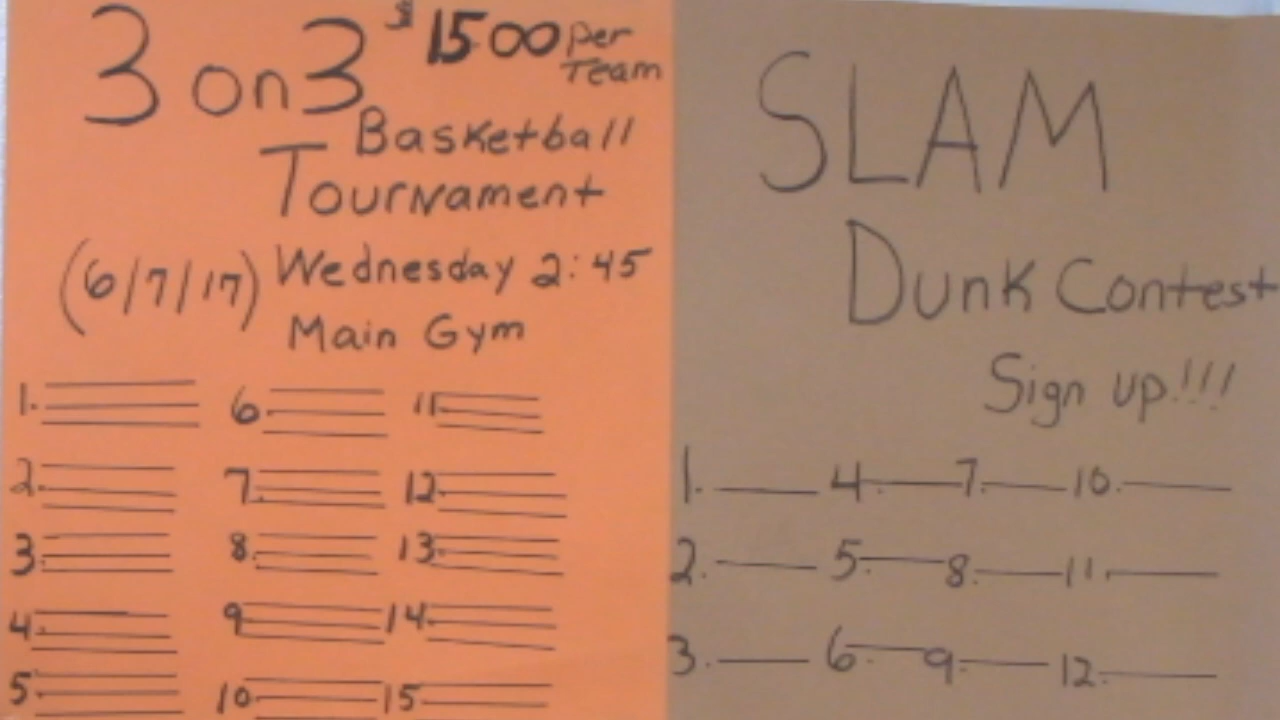 3 on 3 $15.00 per Team
Basketball
Tournament
(6/7/17) Wednesday 2:45
Main Gym
1. 6. 11.
2. 7. 12.
3. 8. 13.
4. 9. 14.
5. 10. 15.
SLAM
Dunk Contest
Sign up!!!
1. 4. 7. 10.
2. 5. 8. 11.
3. 6. 9. 12.